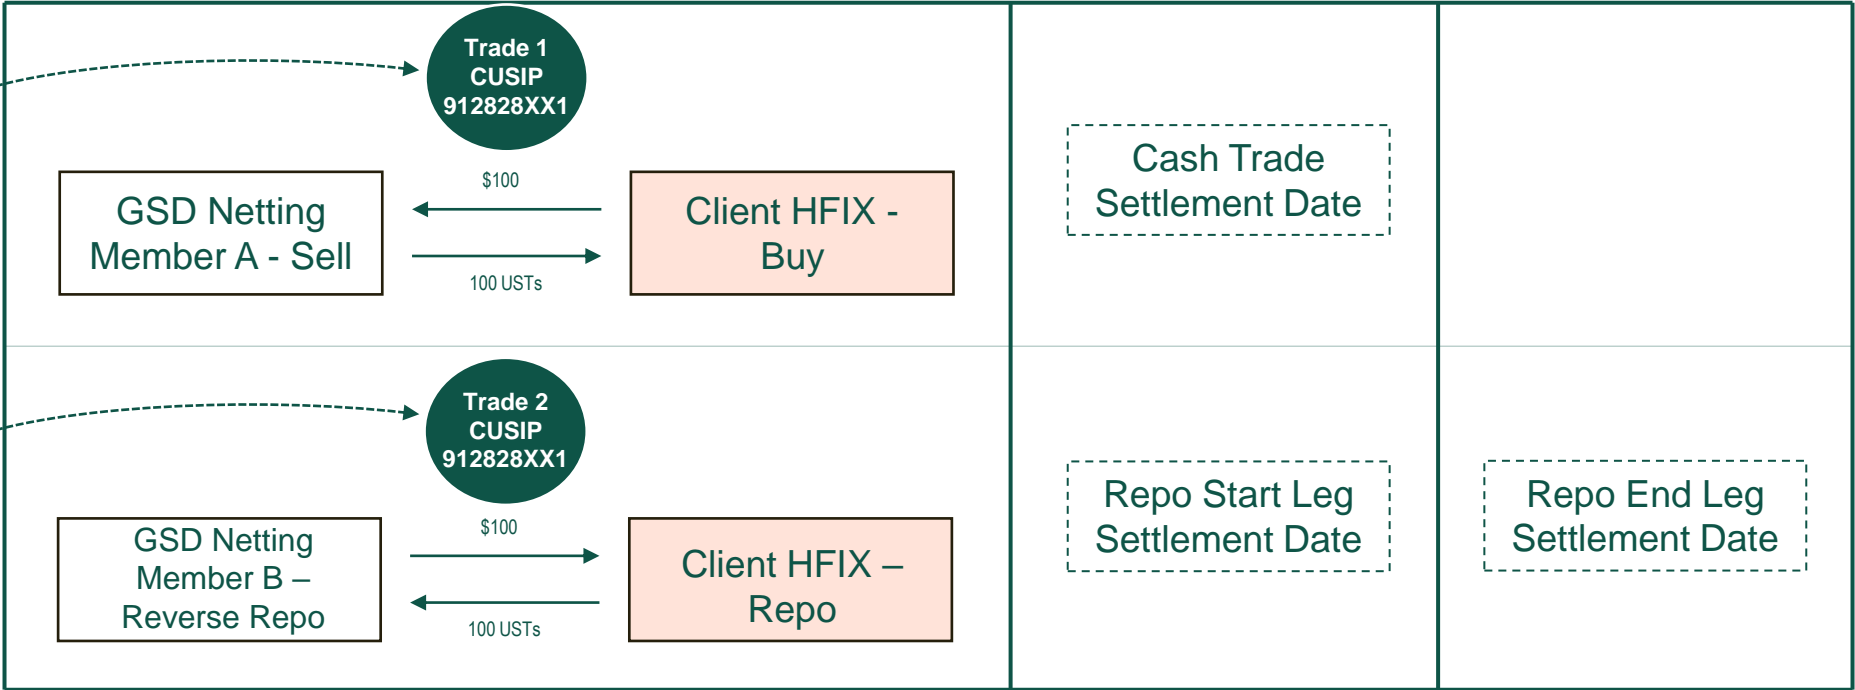 Trade 1
CUSIP
912828XX1
$100
GSD Netting
Member A - Sell
Client HFIX -
Buy
100 USTs
Cash Trade
Settlement Date
Trade 2
CUSIP
912828XX1
$100
GSD Netting
Member B –
Reverse Repo
Client HFIX –
Repo
100 USTs
Repo Start Leg
Settlement Date
Repo End Leg
Settlement Date